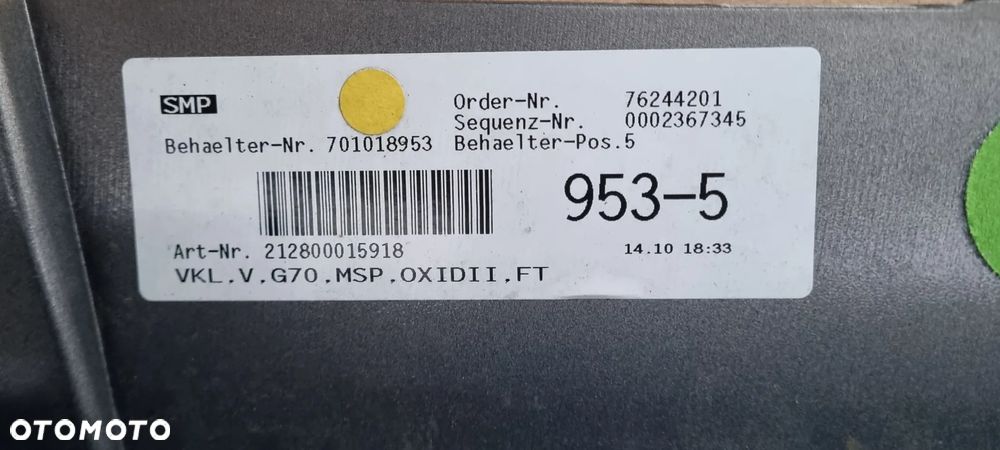 SMP
Order-Nr. 76244201
Sequenz-Nr. 0002367345
Behaelter-Nr. 701018953 Behaelter-Pos.5
953-5
Art-Nr. 212800015918
14.10 18:33
VKL.V.G70.MSP.OXIDII.FT
OTOMOTO